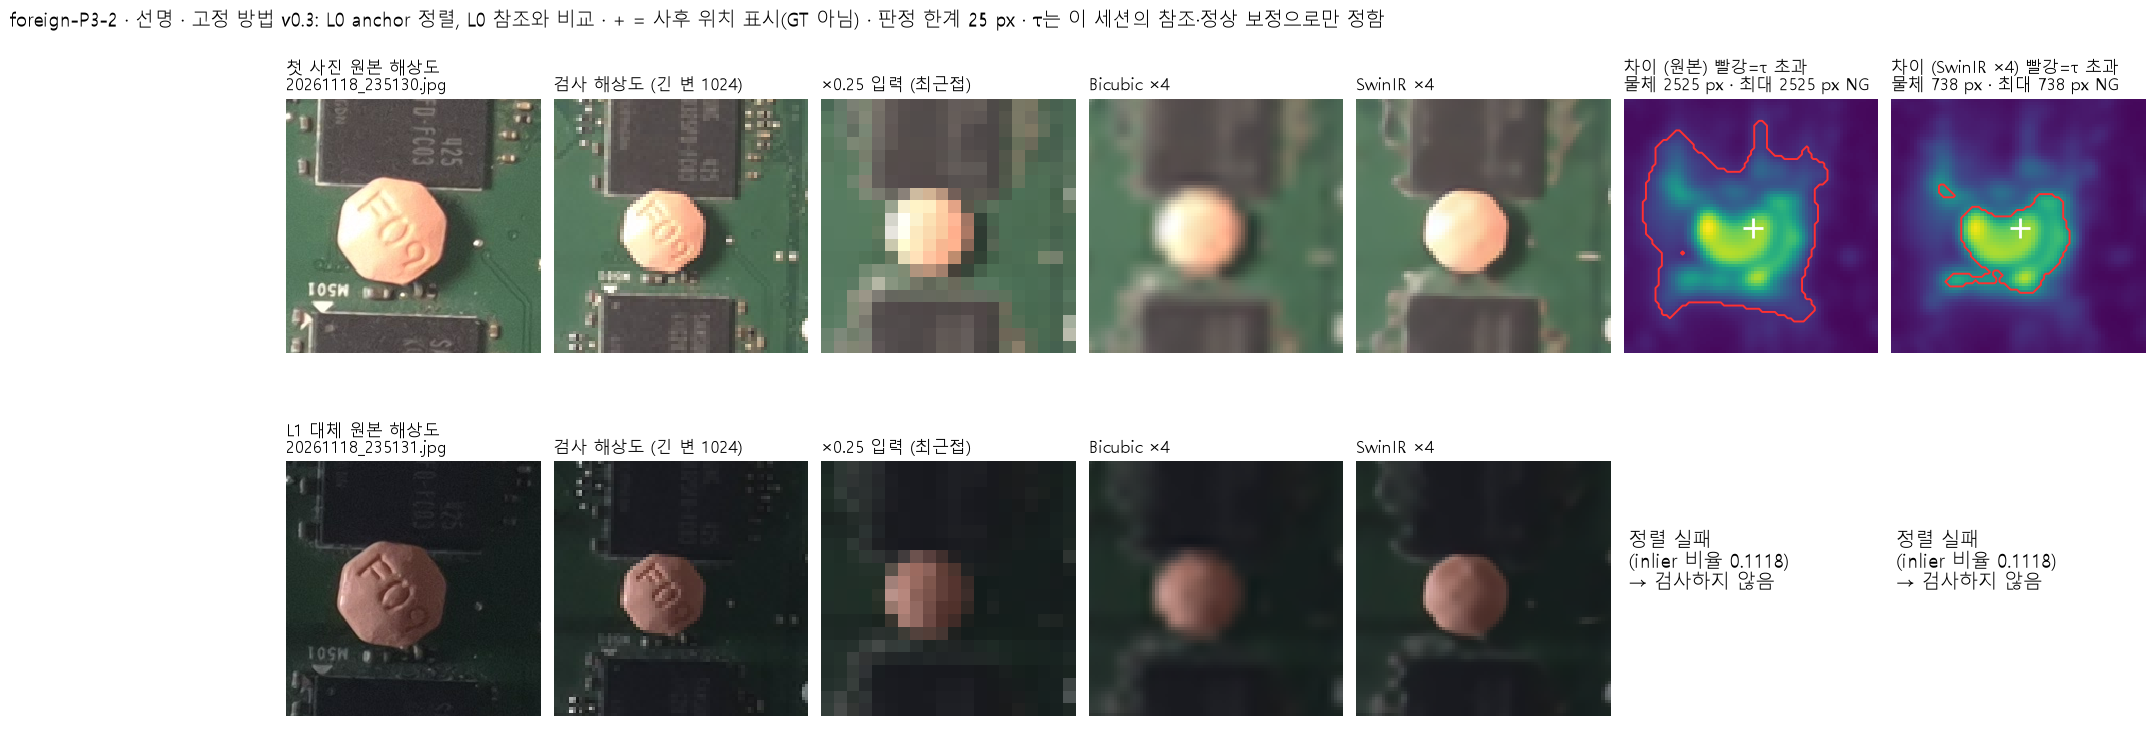 foreign-P3-2 · 선명 · 고정 방법 v0.3: L0 anchor 정렬, L0 참조와 비교 · + = 사후 위치 표시(GT 아님) · 판정 한계 25 px · τ는 이 세션의 참조·정상 보정으로만 정함
첫 사진 원본 해상도
20261118_235130.jpg
검사 해상도 (긴 변 1024)
×0.25 입력 (최근접)
Bicubic ×4
SwinIR ×4
차이 (원본) 빨강=τ 초과
물체 2525 px · 최대 2525 px NG
차이 (SwinIR ×4) 빨강=τ 초과
물체 738 px · 최대 738 px NG
425
F09
M501
F09
L1 대체 원본 해상도
20261118_235131.jpg
검사 해상도 (긴 변 1024)
×0.25 입력 (최근접)
Bicubic ×4
SwinIR ×4
425
F09
M501
F09
정렬 실패
(inlier 비율 0.1118)
→ 검사하지 않음
정렬 실패
(inlier 비율 0.1118)
→ 검사하지 않음